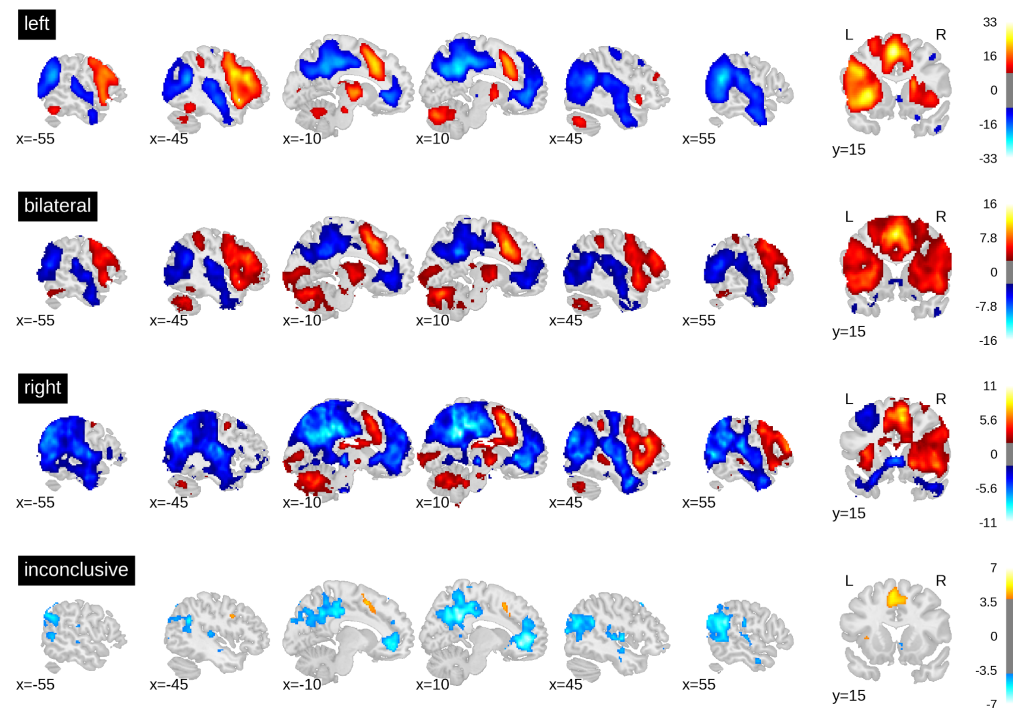 left
L R
33
16
0
-16
-33
x=-55 x=-45 x=-10 x=10 x=45 x=55 y=15
bilateral
L R
16
7.8
0
-7.8
-16
x=-55 x=-45 x=-10 x=10 x=45 x=55 y=15
right
L R
11
5.6
0
-5.6
-11
x=-55 x=-45 x=-10 x=10 x=45 x=55 y=15
inconclusive
L R
7
3.5
0
-3.5
-7
x=-55 x=-45 x=-10 x=10 x=45 x=55 y=15